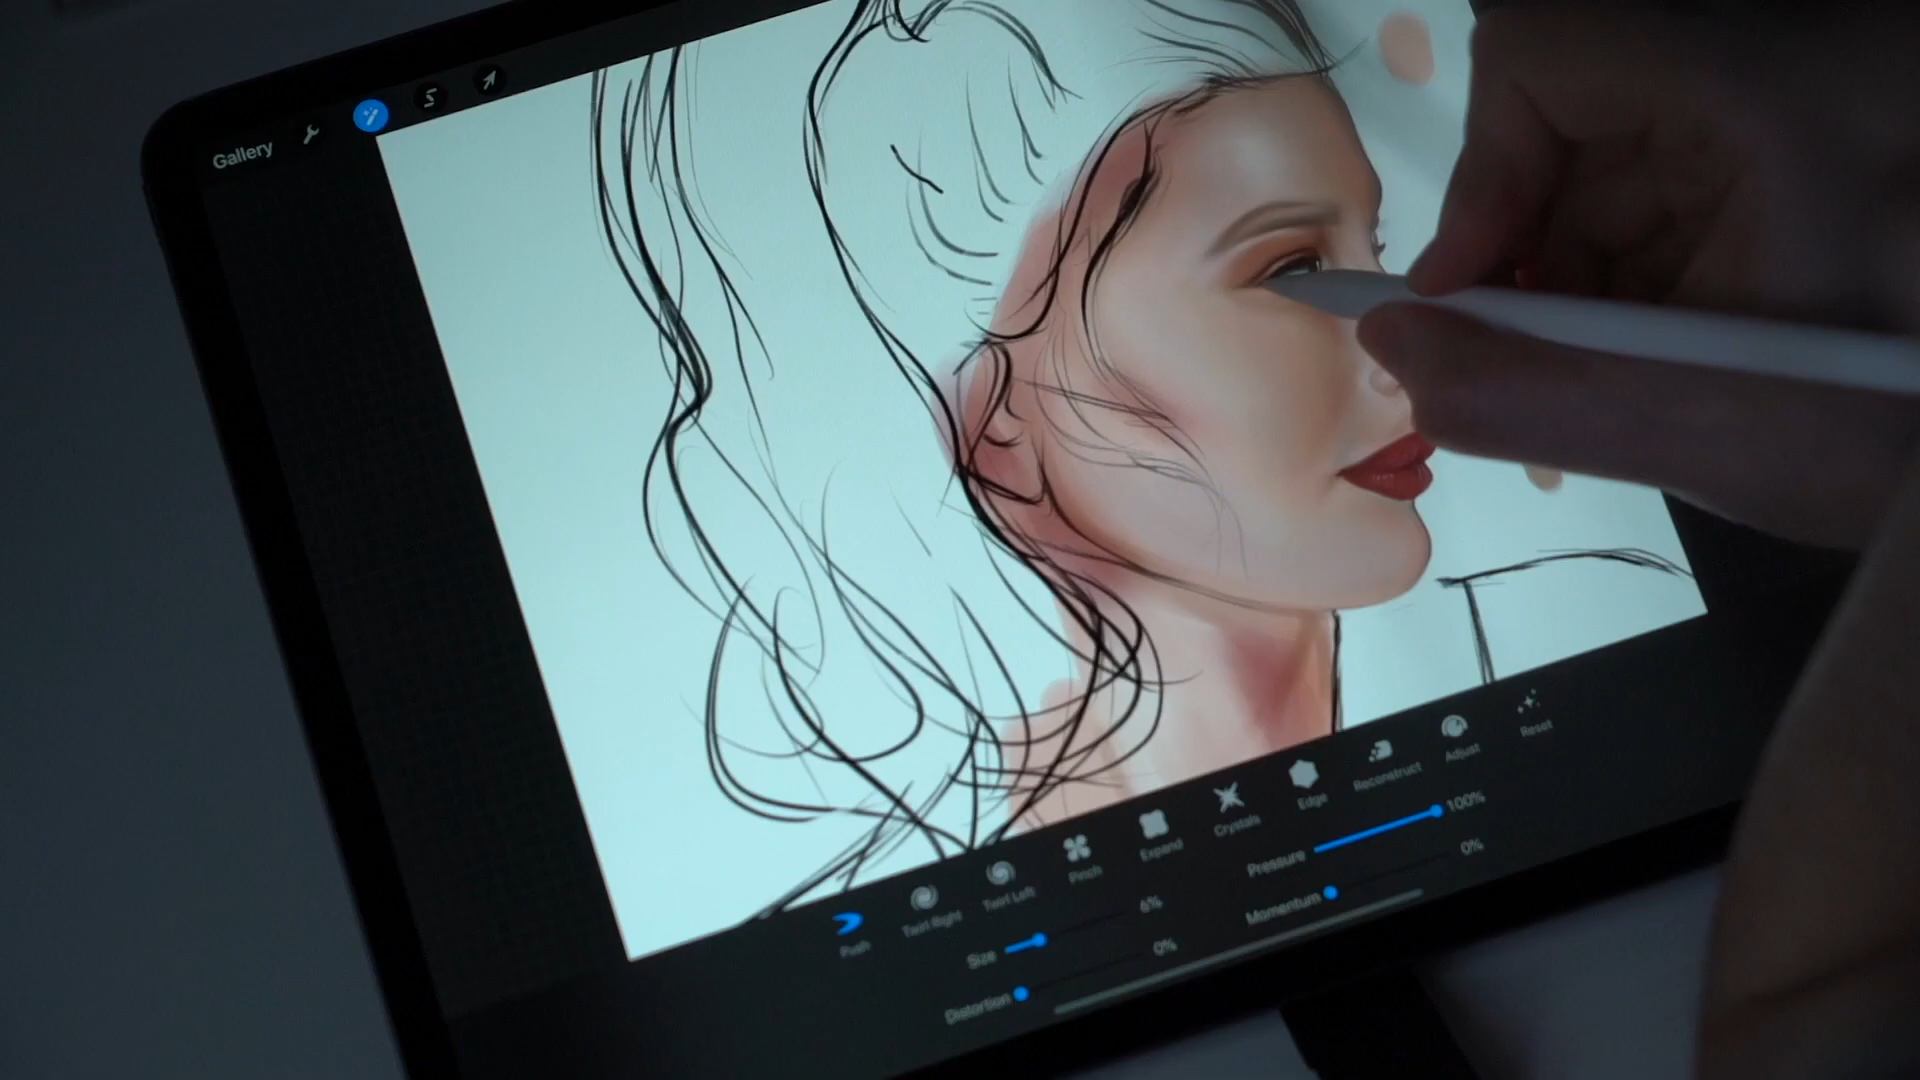 Gallery
Push
Twirl Right
Twirl Left
Pinch
Expand
Crystals
Edge
Reconstruct
Adjust
Reset
Size 6%
Distortion 0%
Pressure 100%
Momentum 0%